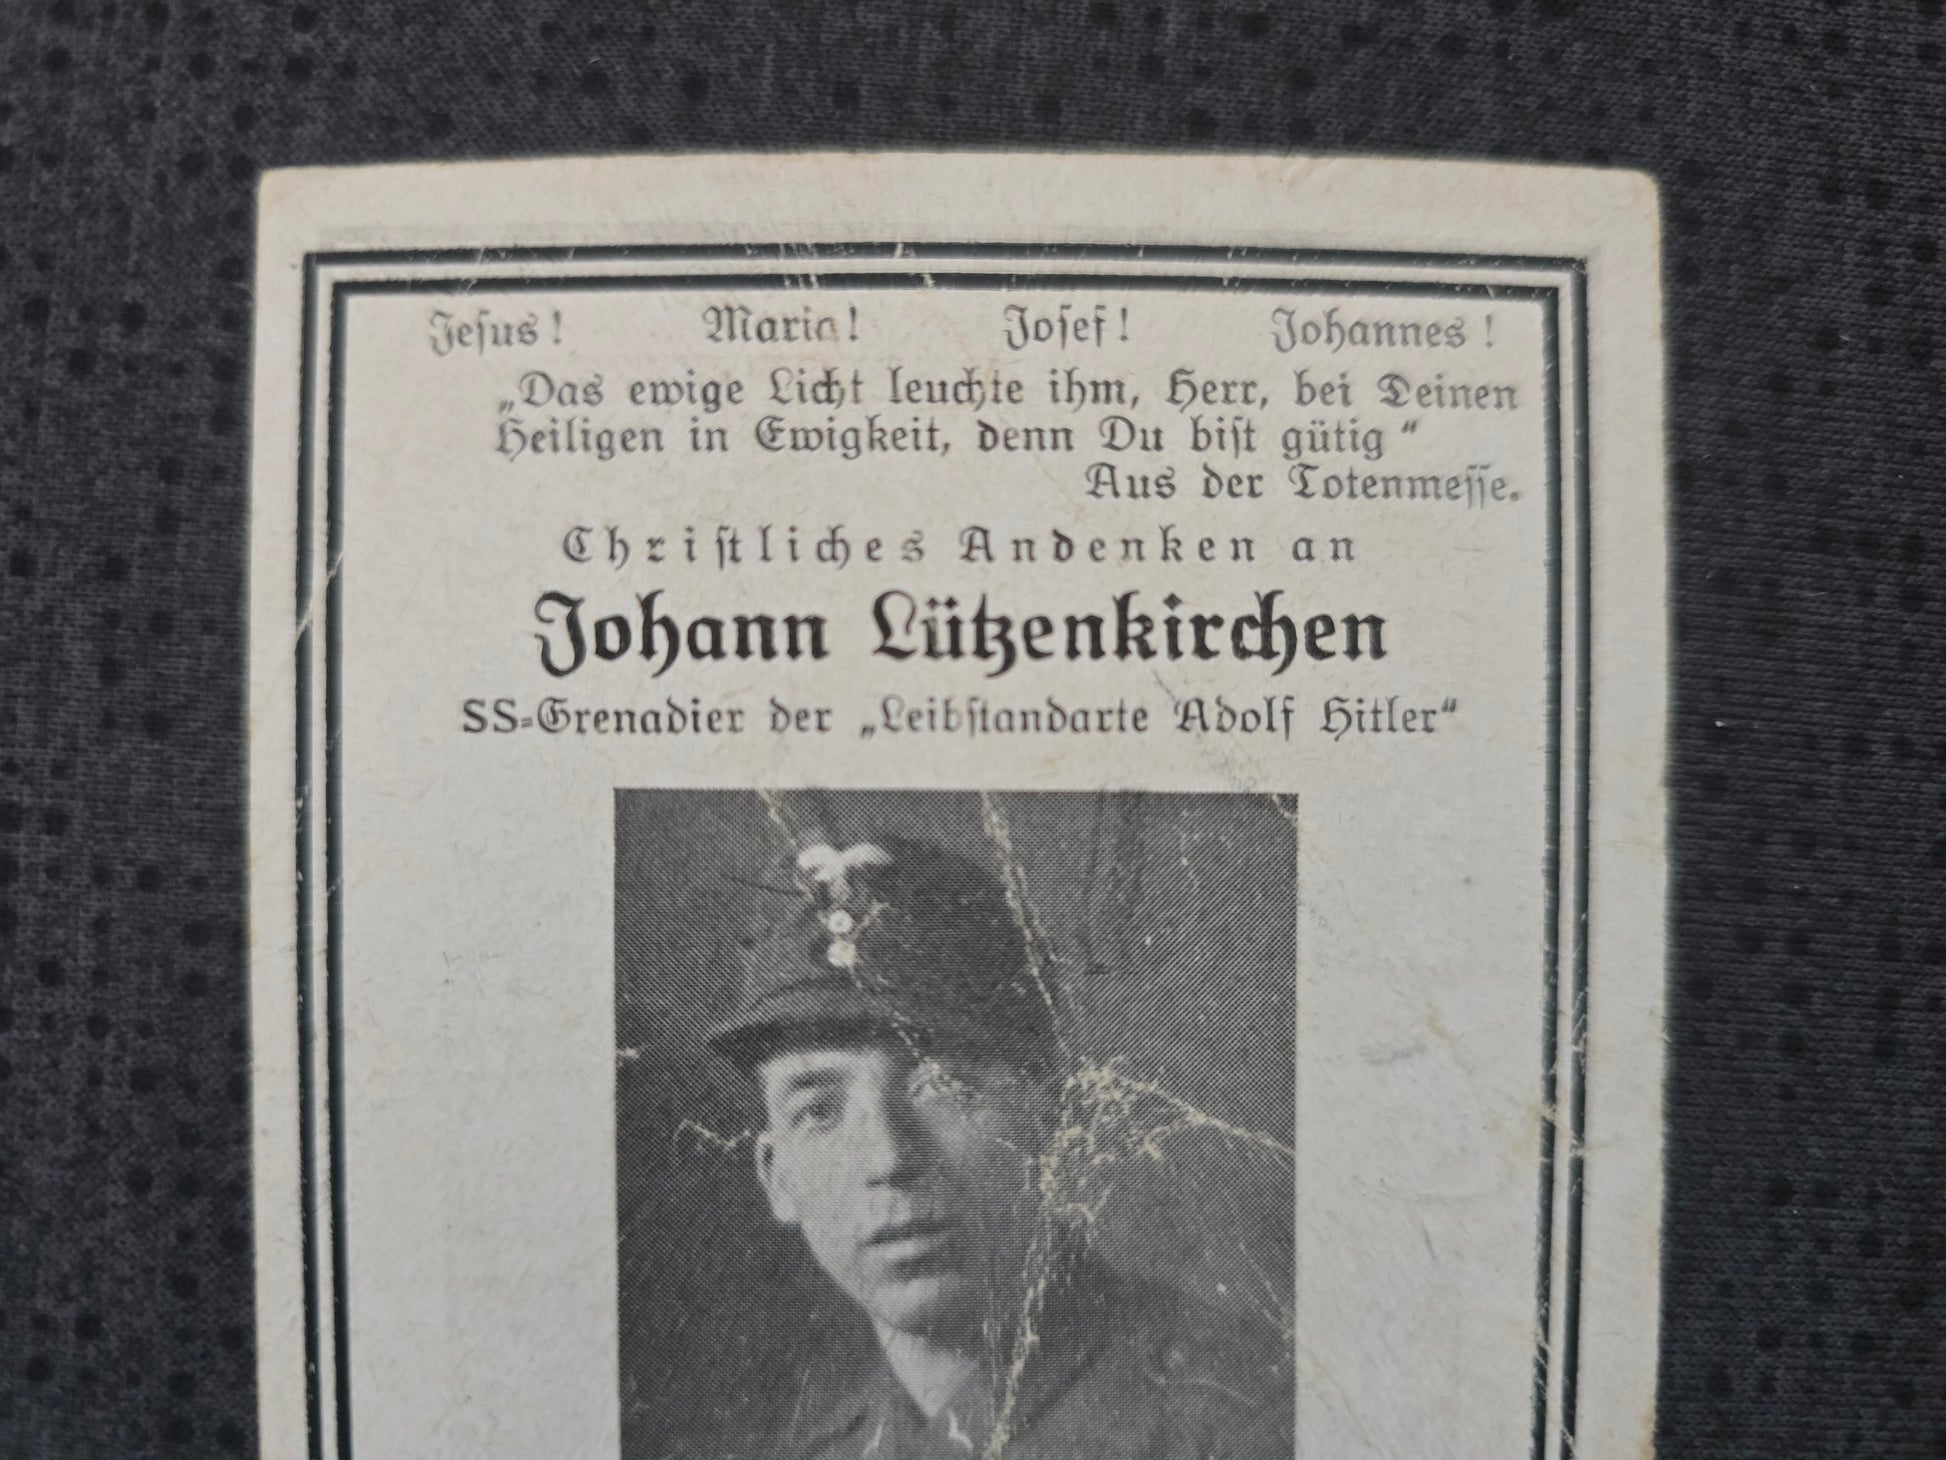 Jesus! Maria! Josef! Johannes!
„Das ewige Licht leuchte ihm, Herr, bei Deinen
Heiligen in Ewigkeit, denn Du bist gütig“
Aus der Totenmesse.
Christliches Andenken an
Johann Lützenkirchen
SS-Grenadier der „Leibstandarte Adolf Hitler“